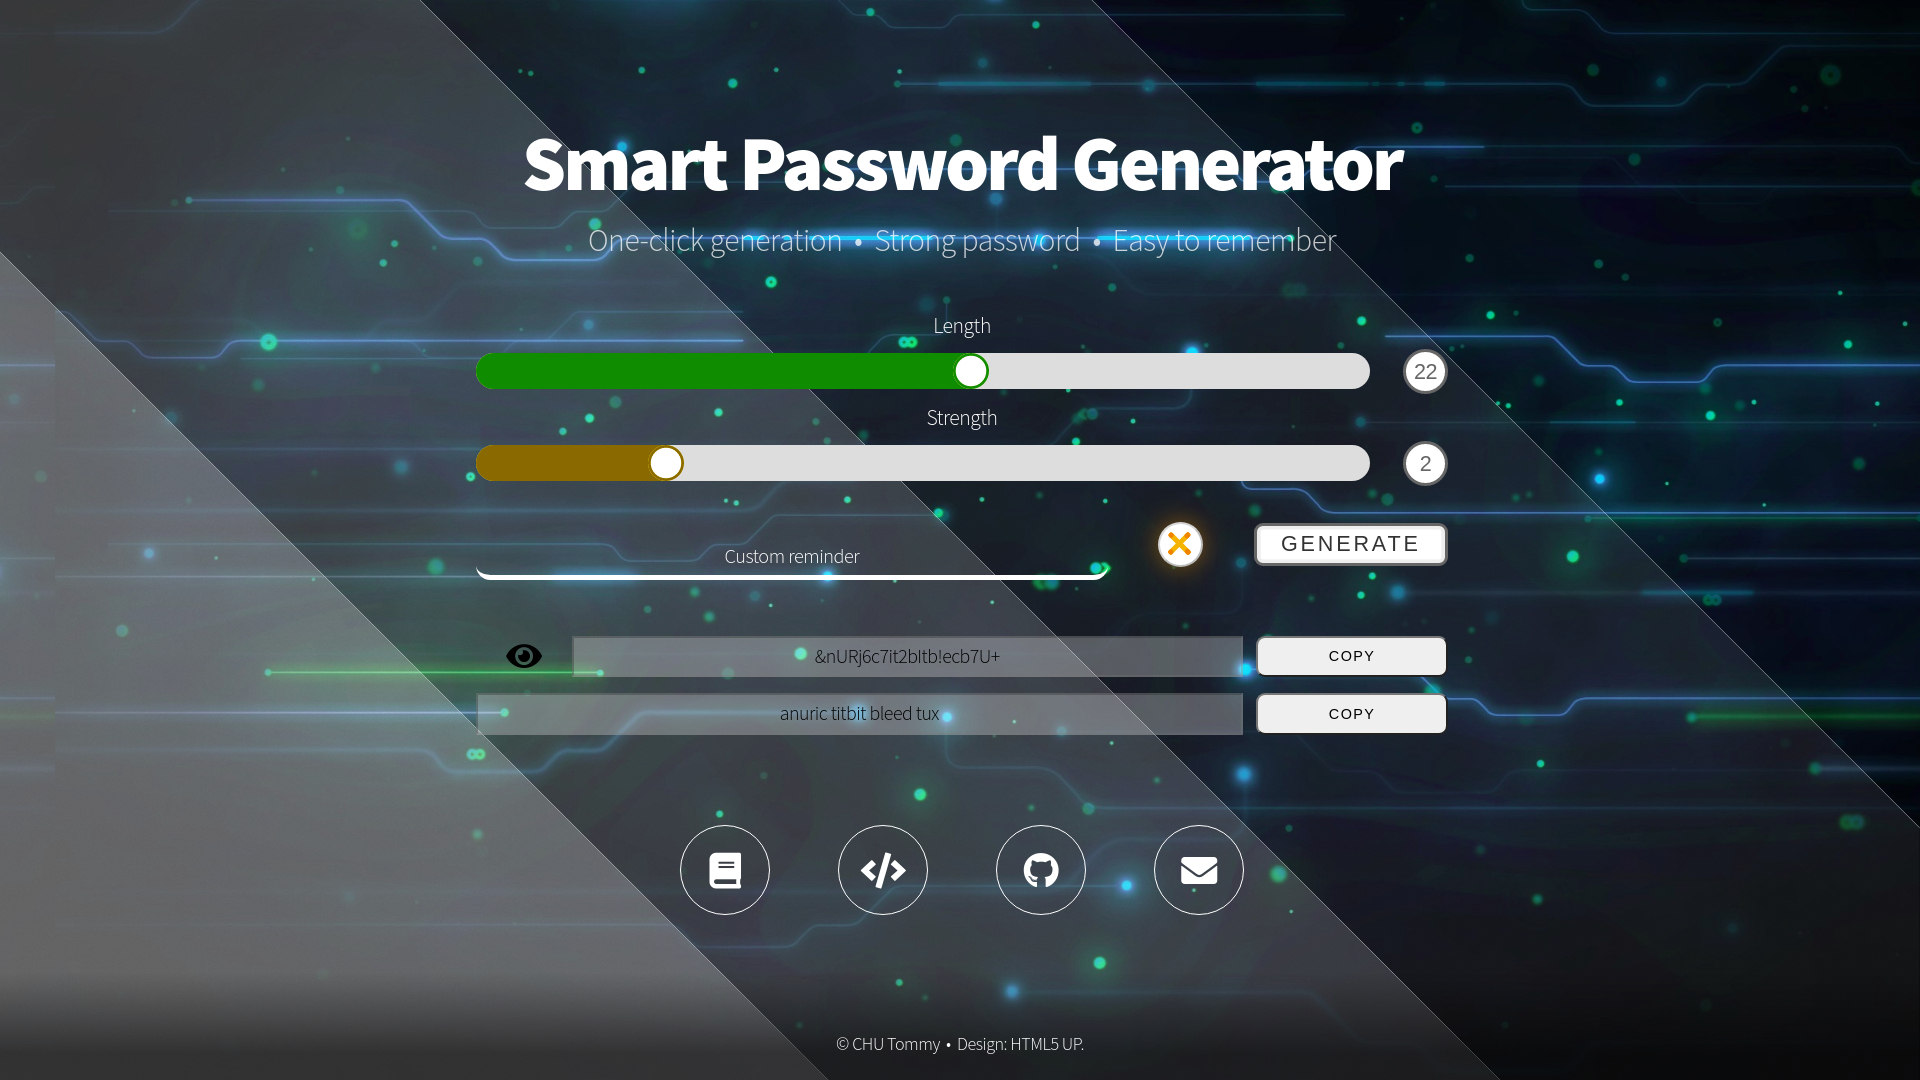 Smart Password Generator
One-click generation • Strong password • Easy to remember
Length
22
Strength
2
Custom reminder
GENERATE
&nURj6c7it2bItb!ecb7U+
COPY
anuric titbit bleed tux
COPY
© CHU Tommy • Design: HTML5 UP.